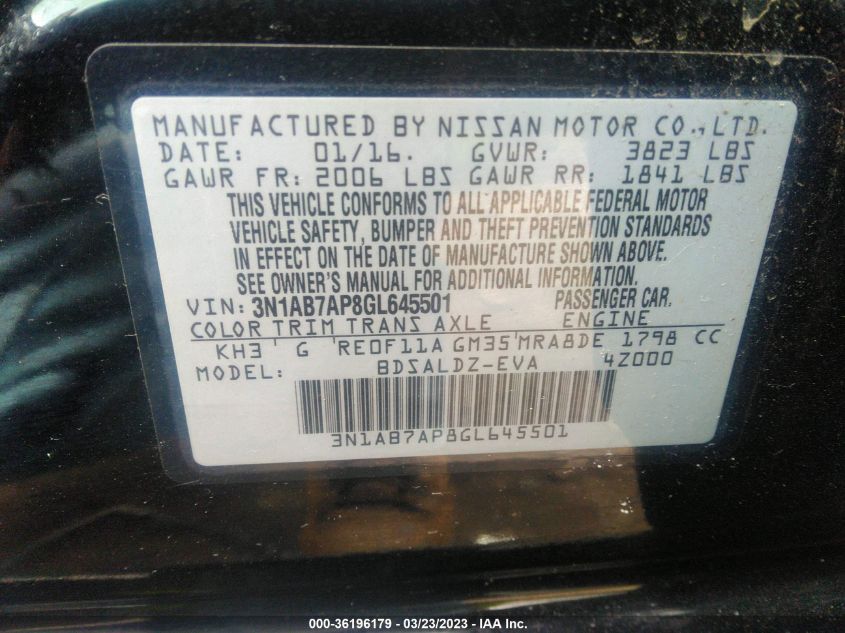 MANUFACTURED BY NISSAN MOTOR CO., LTD.
DATE: 01/16. GVWR: 3823 LBS
GAWR FR: 2006 LBS GAWR RR: 1841 LBS
THIS VEHICLE CONFORMS TO ALL APPLICABLE FEDERAL MOTOR
VEHICLE SAFETY, BUMPER AND THEFT PREVENTION STANDARDS
IN EFFECT ON THE DATE OF MANUFACTURE SHOWN ABOVE.
SEE OWNER'S MANUAL FOR ADDITIONAL INFORMATION.
VIN: 3N1AB7AP8GL645501 PASSENGER CAR.
COLOR TRIM TRANS AXLE ENGINE
KH3 ' G ' RE0F11A GM35 ' MRA8DE 1798 CC
MODEL: BDSALDZ-EVA 4Z000
3N1AB7AP8GL645501
000-36196179 - 03/23/2023 - IAA Inc.